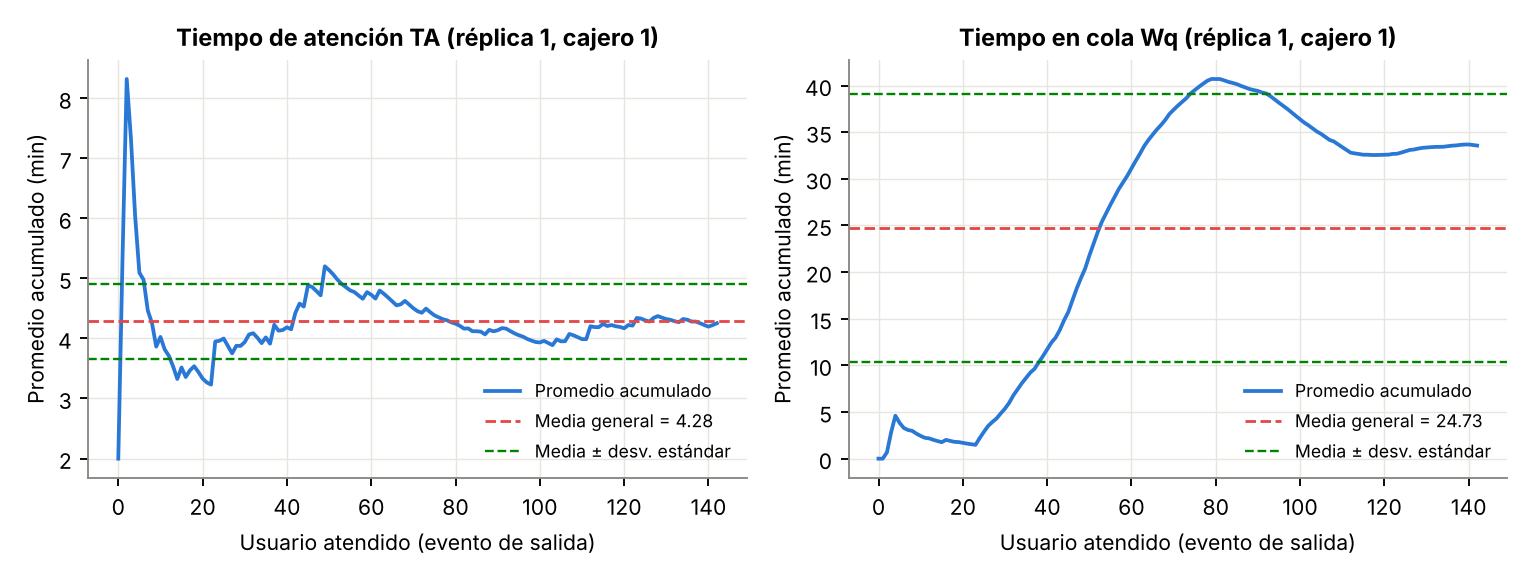 Tiempo de atención TA (réplica 1, cajero 1)
Promedio acumulado (min)
8
7
6
5
4
3
2
0 20 40 60 80 100 120 140
Usuario atendido (evento de salida)
Promedio acumulado
Media general = 4.28
Media ± desv. estándar
Tiempo en cola Wq (réplica 1, cajero 1)
Promedio acumulado (min)
40
35
30
25
20
15
10
5
0
0 20 40 60 80 100 120 140
Usuario atendido (evento de salida)
Promedio acumulado
Media general = 24.73
Media ± desv. estándar